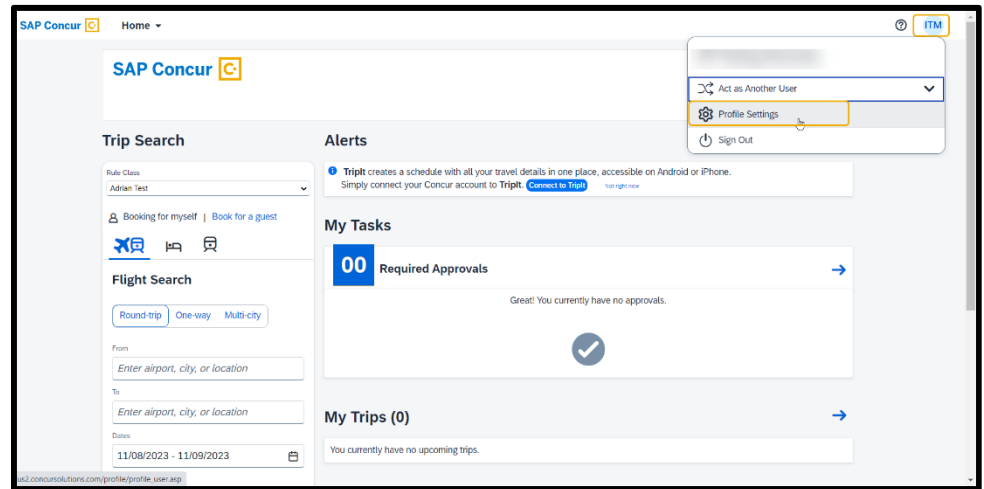 SAP Concur C Home
ITM
SAP Concur C
Act as Another User
Profile Settings
Sign Out
Trip Search
Rule Class
Adrian Test
Booking for myself | Book for a guest
Flight Search
Round-trip One-way Multi-city
From
Enter airport, city, or location
To
Enter airport, city, or location
Dates
11/08/2023 - 11/09/2023
Alerts
TripIt creates a schedule with all your travel details in one place, accessible on Android or iPhone.
Simply connect your Concur account to TripIt. Connect to TripIt Not right now
My Tasks
00 Required Approvals
Great! You currently have no approvals.
My Trips (0)
You currently have no upcoming trips.
us2.concursolutions.com/profile/profile_user.asp